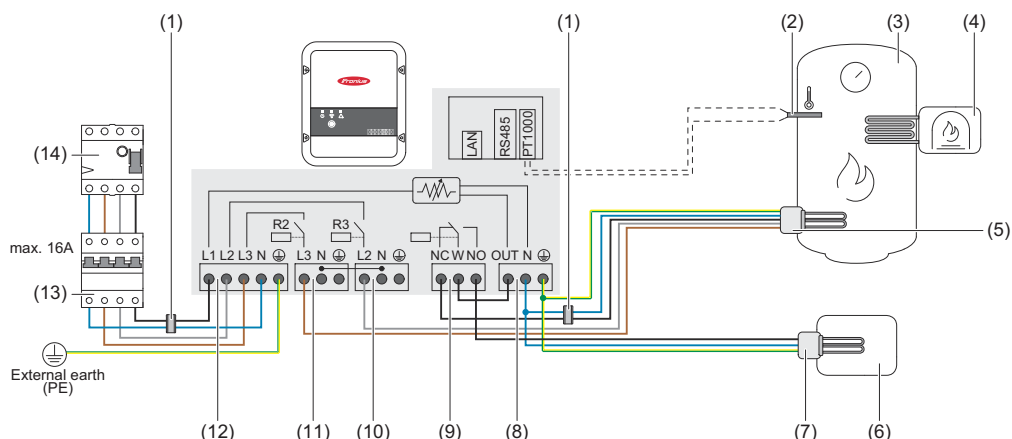 (1)
(1)
(2)
(3)
(4)
Fronius
(14)
LAN
RS485
PT1000
max. 16A
R2
R3
(5)
L1 L2 L3 N
L3 N
L2 N
NC W NO
OUT N
(13)
(1)
External earth
(PE)
(12)
(11)
(10)
(9)
(8)
(7)
(6)